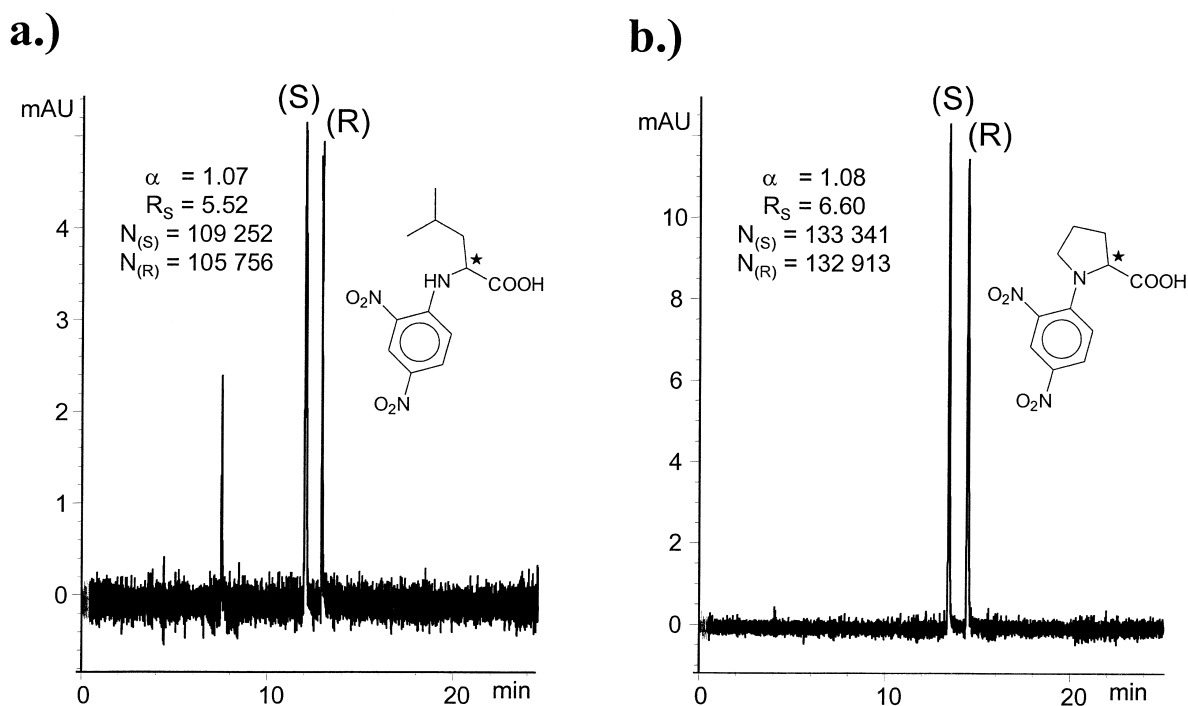 a.)
mAU
(S)
(R)
α = 1.07
R_S = 5.52
N_(S) = 109 252
N_(R) = 105 756
4
3
2
1
0
HN
COOH
O₂N
O₂N
0
10
20
min
b.)
mAU
(S)
(R)
α = 1.08
R_S = 6.60
N_(S) = 133 341
N_(R) = 132 913
10
8
6
4
2
0
N
COOH
O₂N
O₂N
0
10
20
min